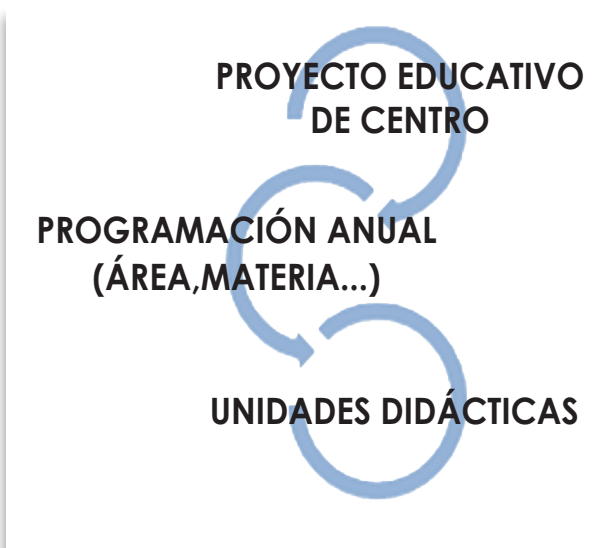 PROYECTO EDUCATIVO
DE CENTRO
PROGRAMACIÓN ANUAL
(ÁREA,MATERIA...)
UNIDADES DIDÁCTICAS